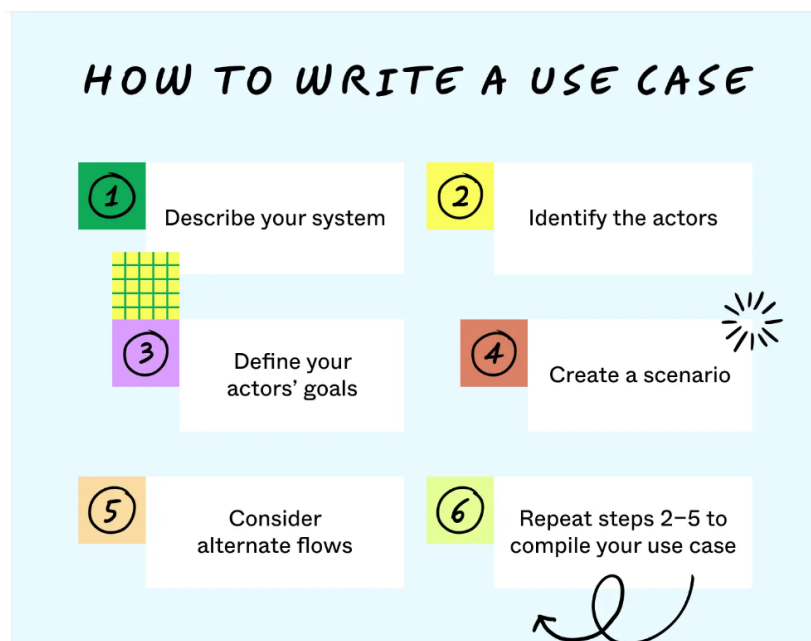 HOW TO WRITE A USE CASE
1
Describe your system
2
Identify the actors
3
Define your
actors’ goals
4
Create a scenario
5
Consider
alternate flows
6
Repeat steps 2–5 to
compile your use case